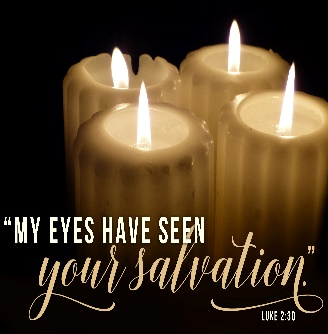 “MY EYES HAVE SEEN
your salvation.”
LUKE 2:30